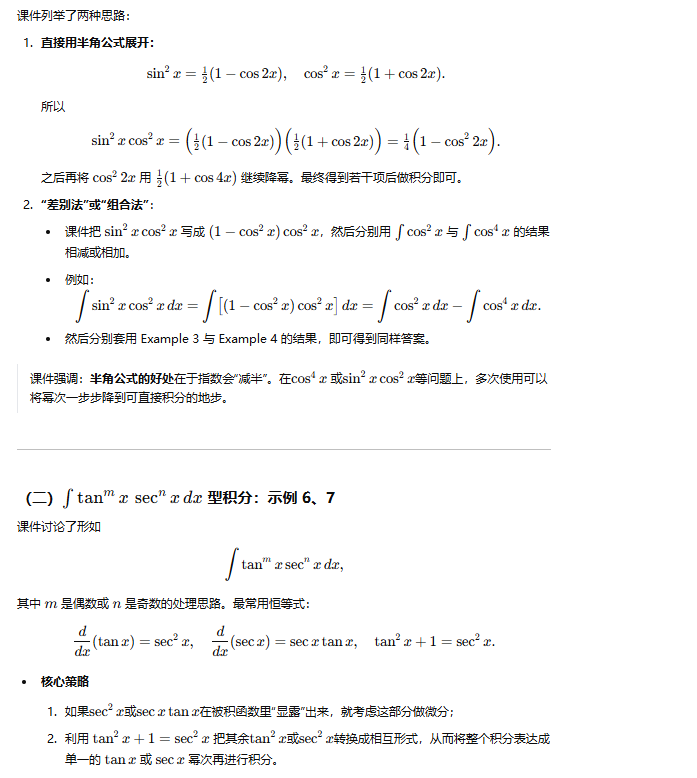 课件列举了两种思路：
1. 直接用半角公式展开：
sin² x = ½(1 − cos 2x),   cos² x = ½(1 + cos 2x).
所以
sin² x cos² x = (½(1 − cos 2x))(½(1 + cos 2x)) = ¼(1 − cos² 2x).
之后再将 cos² 2x 用 ½(1 + cos 4x) 继续降幂。最终得到若干项后做积分即可。
2. “差别法”或“组合法”：
• 课件把 sin² x cos² x 写成 (1 − cos² x) cos² x，然后分别用 ∫ cos² x 与 ∫ cos⁴ x 的结果
相减或相加。
• 例如：
∫ sin² x cos² x dx = ∫ [(1 − cos² x) cos² x] dx = ∫ cos² x dx − ∫ cos⁴ x dx.
• 然后分别套用 Example 3 与 Example 4 的结果，即可得到同样答案。
课件强调：半角公式的好处在于指数会“减半”。在cos⁴ x 或sin² x cos² x等问题上，多次使用可以
将幂次一步步降到可直接积分的地步。
（二）∫ tanᵐ x secⁿ x dx 型积分：示例 6、7
课件讨论了形如
∫ tanᵐ x secⁿ x dx,
其中 m 是偶数或 n 是奇数的处理思路。最常用恒等式：
d/dx (tan x) = sec² x,   d/dx (sec x) = sec x tan x,   tan² x + 1 = sec² x.
• 核心策略
1. 如果sec² x或sec x tan x在被积函数里“显露”出来，就考虑这部分做微分；
2. 利用 tan² x + 1 = sec² x 把其余tan² x或sec² x转换成相互形式，从而将整个积分表达成
单一的 tan x 或 sec x 幂次再进行积分。